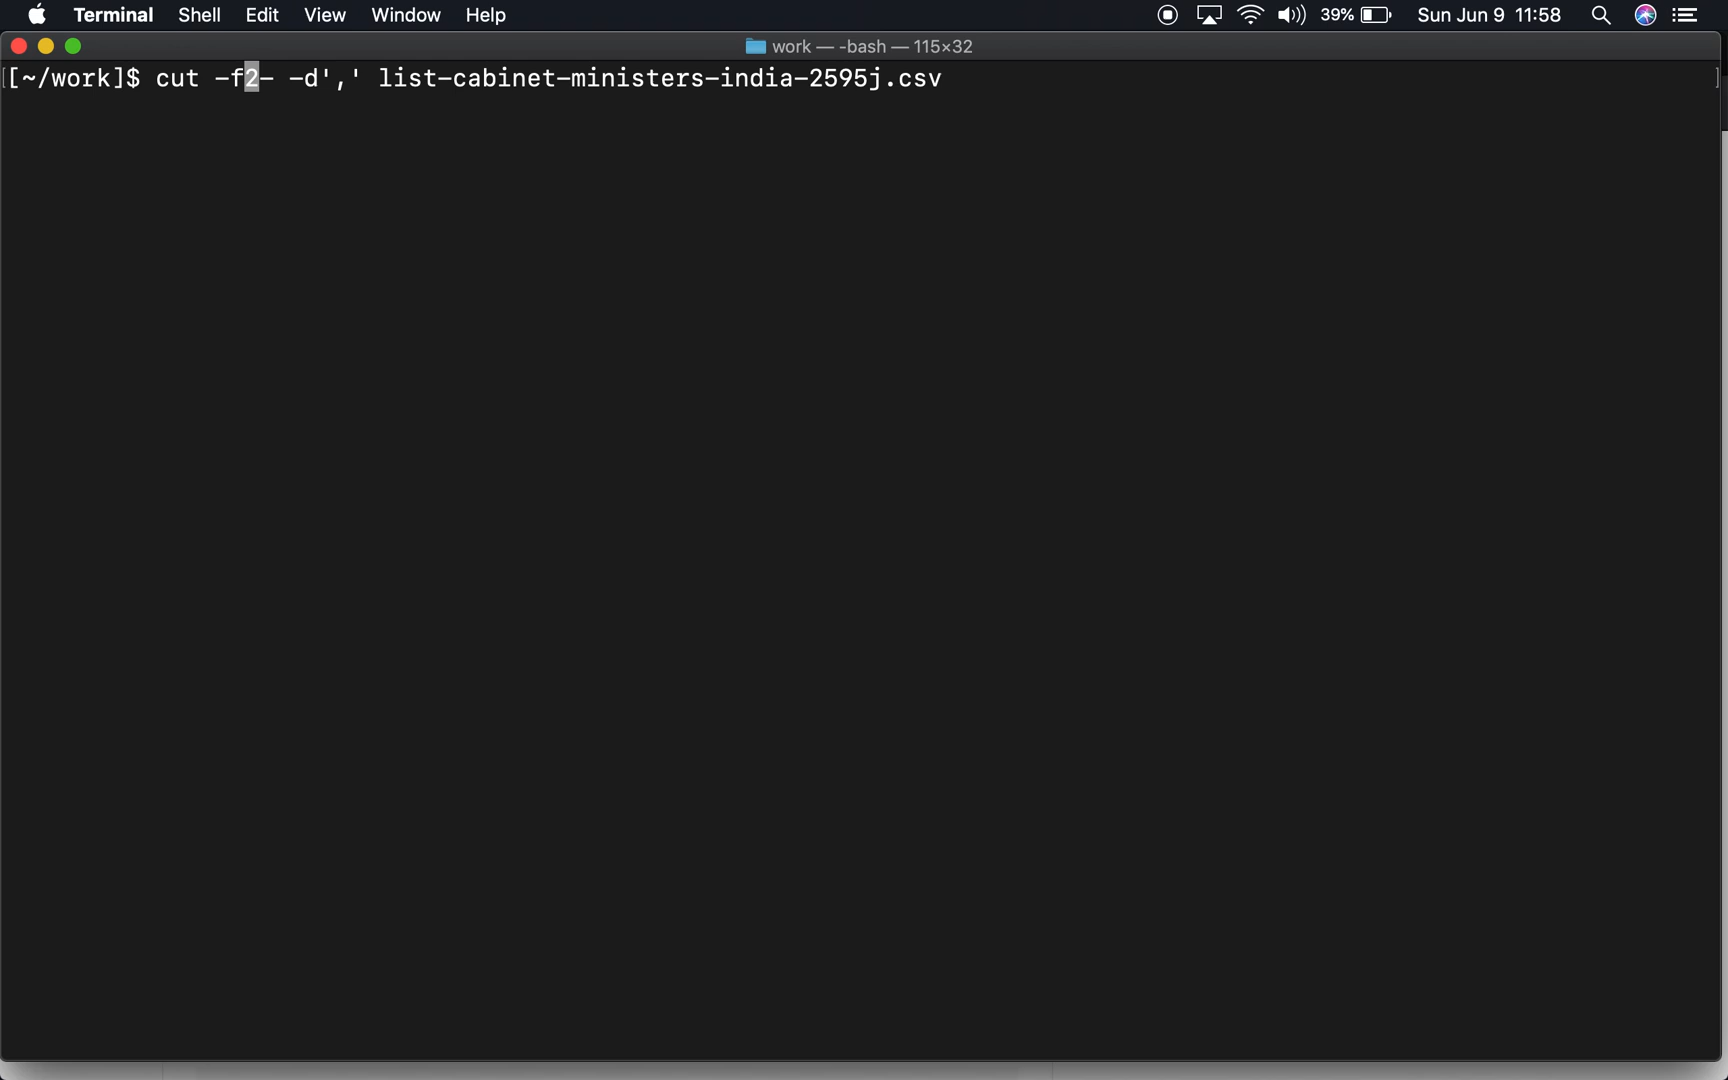 Terminal Shell Edit View Window Help 39% Sun Jun 9 11:58
work — -bash — 115×32
[~/work]$ cut -f2- -d',' list-cabinet-ministers-india-2595j.csv